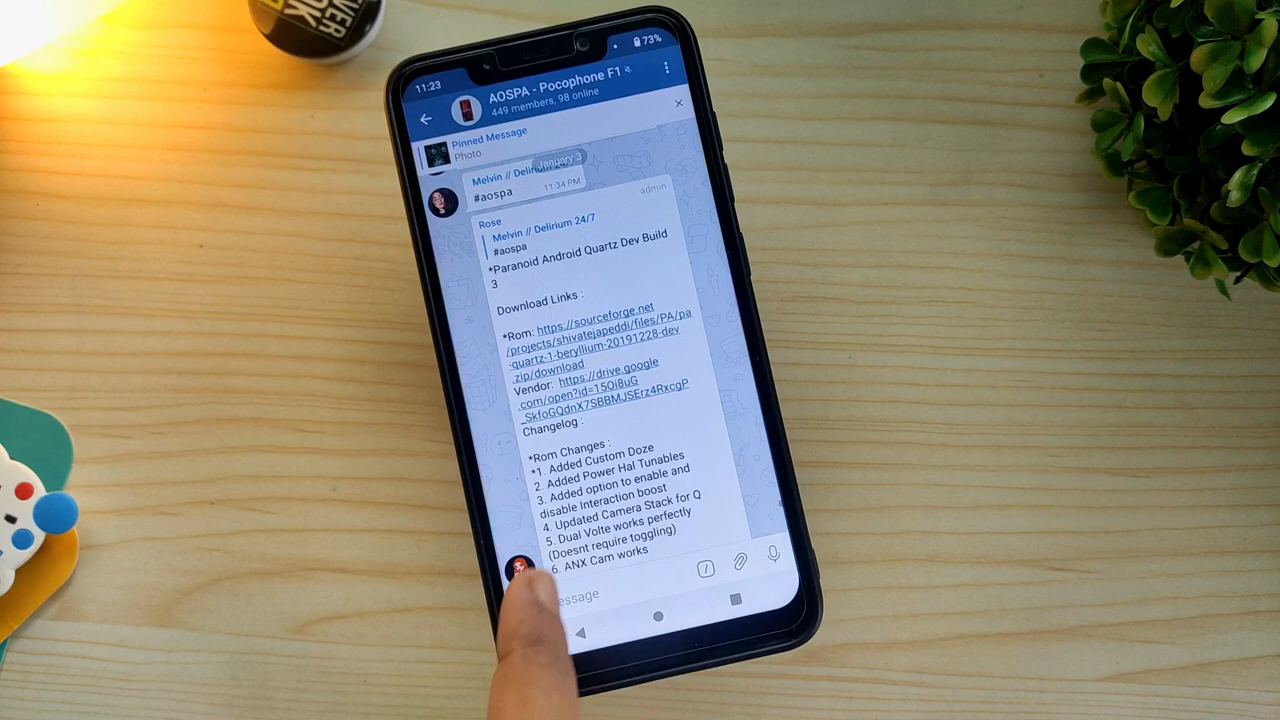 OK
EVER
11:23
73%
AOSPA - Pocophone F1
449 members, 98 online
Pinned Message
Photo
January 3
Melvin // Delirium 24/7
#aospa
11:34 PM
Rose
admin
Melvin // Delirium 24/7
#aospa
*Paranoid Android Quartz Dev Build
3
Download Links :
*Rom: https://sourceforge.net
/projects/shivatejapeddi/files/PA/pa
-quartz-1-beryllium-20191228-dev
.zip/download
Vendor: https://drive.google
.com/open?id=15Oi8uG
_SkfoGQdnX7SBBMJSErz4RxcgP
Changelog :
*Rom Changes :
*1. Added Custom Doze
2. Added Power Hal Tunables
3. Added option to enable and
disable Interaction boost
4. Updated Camera Stack for Q
5. Dual Volte works perfectly
(Doesnt require toggling)
6. ANX Cam works
essage